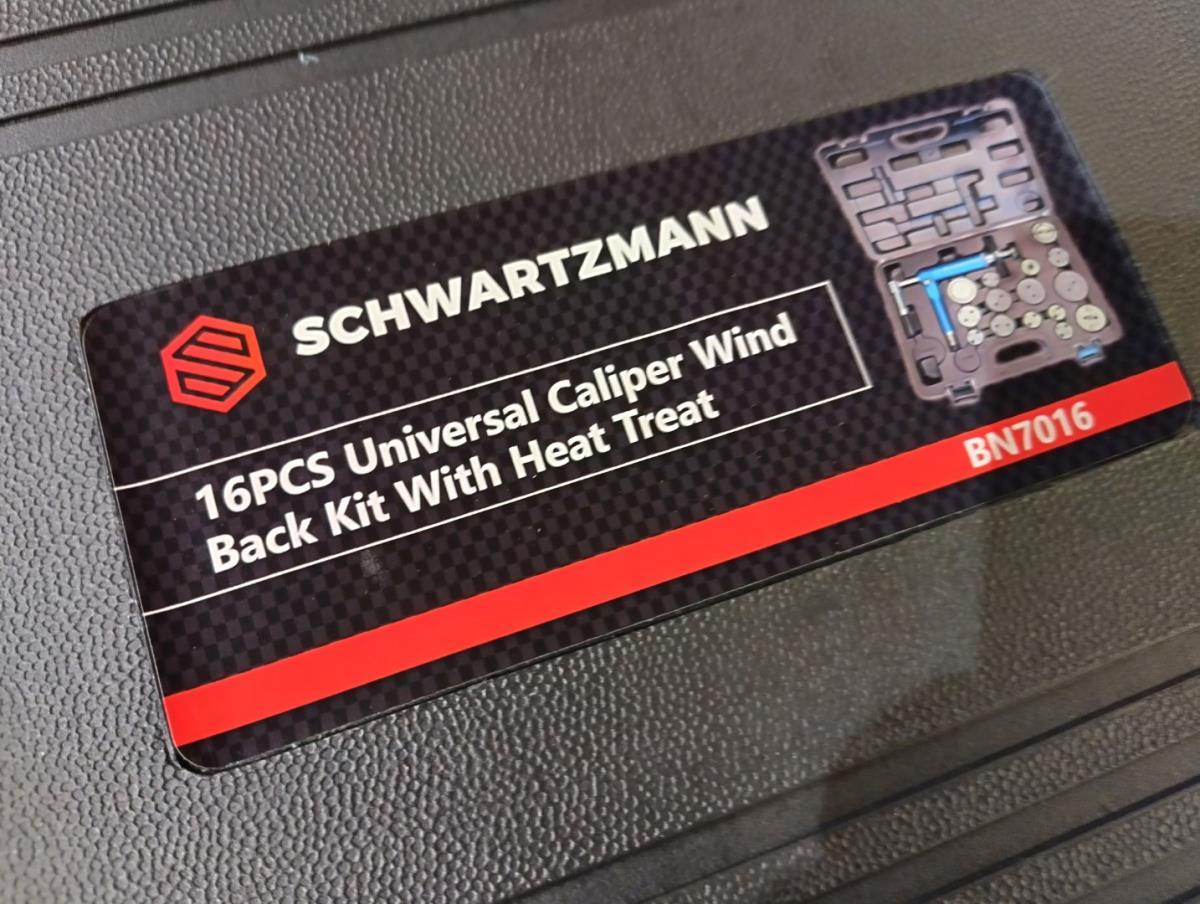 SCHWARTZMANN
16PCS Universal Caliper Wind
Back Kit With Heat Treat
BN7016